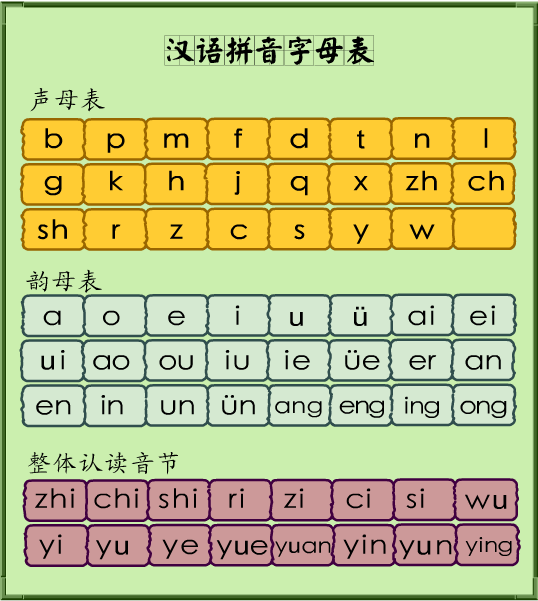 汉语拼音字母表
声母表
b p m f d t n l
g k h j q x zh ch
sh r z c s y w
韵母表
a o e i u ü ai ei
ui ao ou iu ie üe er an
en in un ün ang eng ing ong
整体认读音节
zhi chi shi ri zi ci si wu
yi yu ye yue yuan yin yun ying